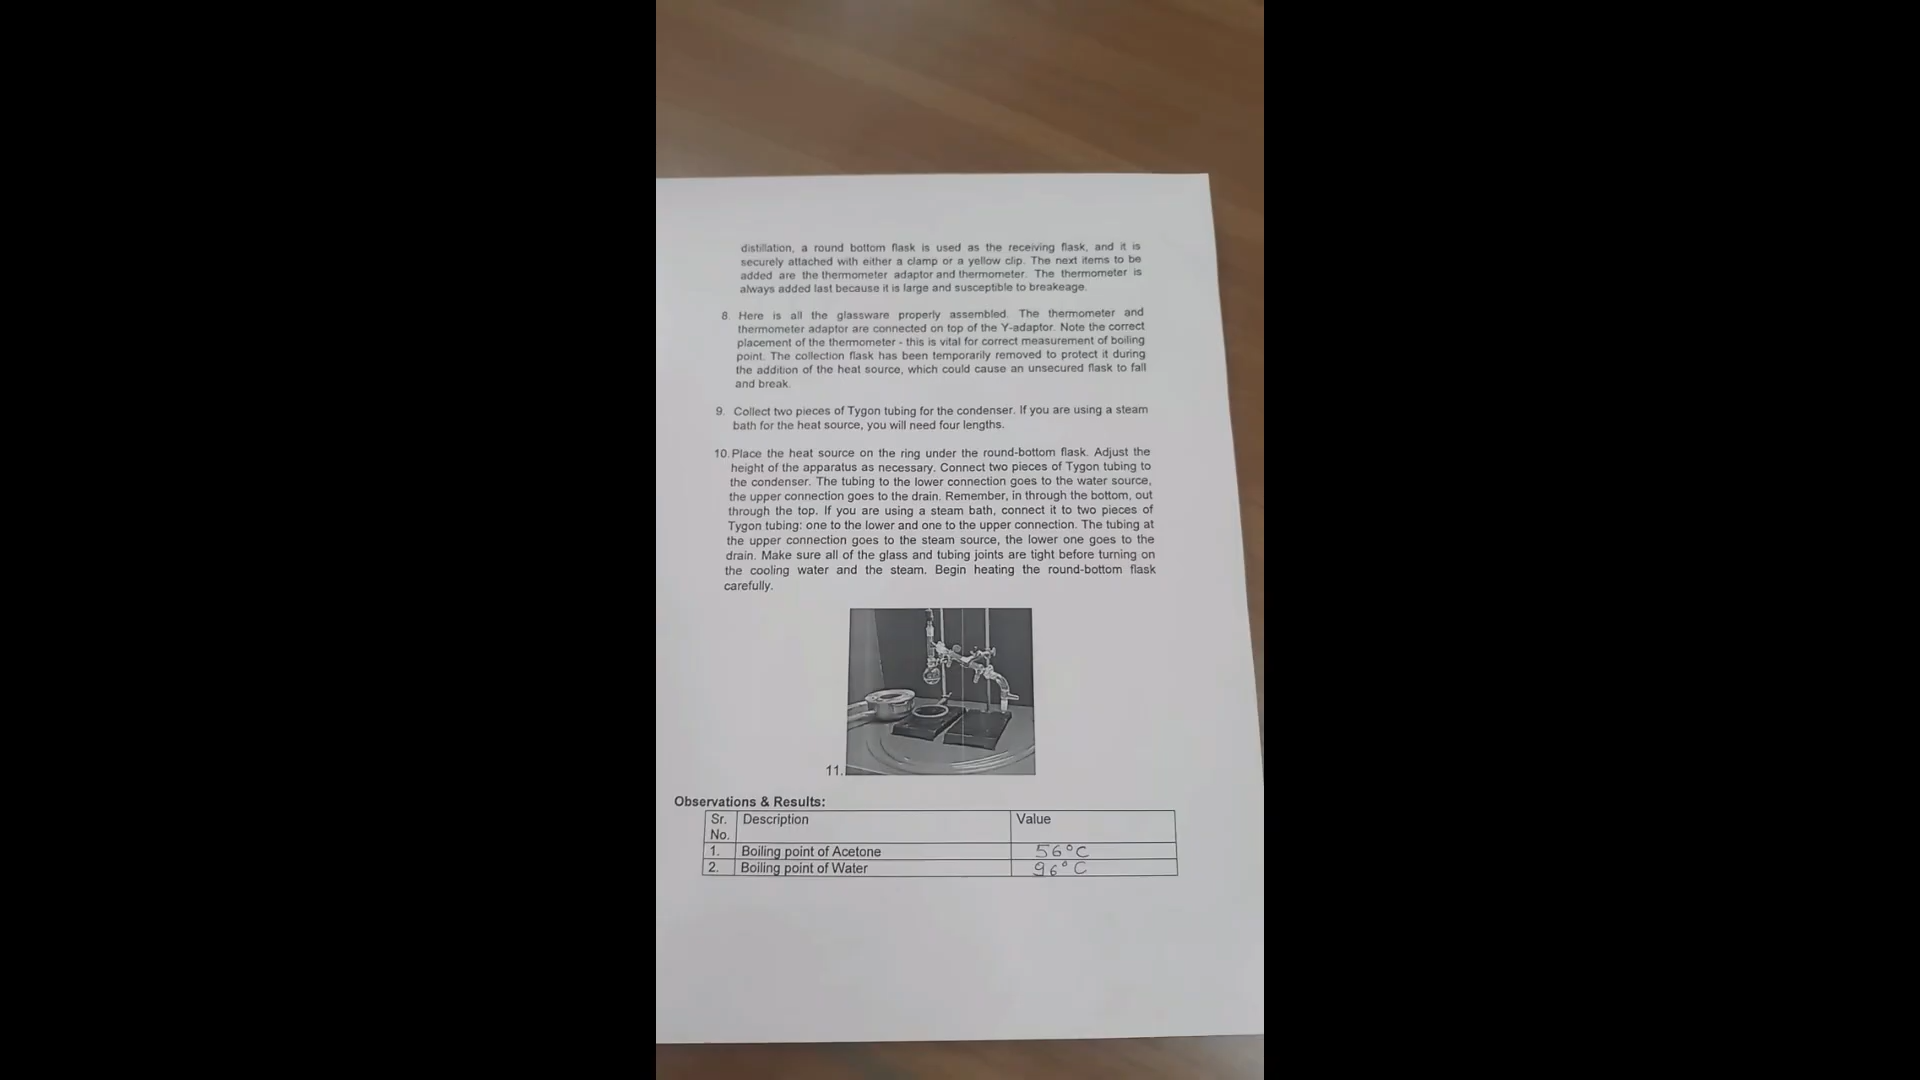 distillation, a round bottom flask is used as the receiving flask, and it is
securely attached with either a clamp or a yellow clip. The next items to be
added are the thermometer adaptor and thermometer. The thermometer is
always added last because it is large and susceptible to breakeage.
8. Here is all the glassware properly assembled. The thermometer and
thermometer adaptor are connected on top of the Y-adaptor. Note the correct
placement of the thermometer - this is vital for correct measurement of boiling
point. The collection flask has been temporarily removed to protect it during
the addition of the heat source, which could cause an unsecured flask to fall
and break.
9. Collect two pieces of Tygon tubing for the condenser. If you are using a steam
bath for the heat source, you will need four lengths.
10. Place the heat source on the ring under the round-bottom flask. Adjust the
height of the apparatus as necessary. Connect two pieces of Tygon tubing to
the condenser. The tubing to the lower connection goes to the water source,
the upper connection goes to the drain. Remember, in through the bottom, out
through the top. If you are using a steam bath, connect it to two pieces of
Tygon tubing: one to the lower and one to the upper connection. The tubing at
the upper connection goes to the steam source, the lower one goes to the
drain. Make sure all of the glass and tubing joints are tight before turning on
the cooling water and the steam. Begin heating the round-bottom flask
carefully.
11.
Observations & Results:
Sr. No. Description Value
1. Boiling point of Acetone 56°C
2. Boiling point of Water 96°C